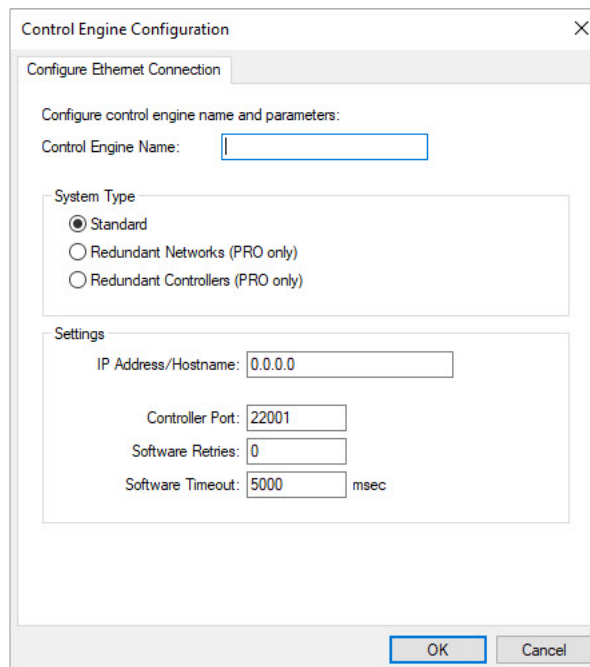 Control Engine Configuration
Configure Ethernet Connection
Configure control engine name and parameters:
Control Engine Name:
System Type
Standard
Redundant Networks (PRO only)
Redundant Controllers (PRO only)
Settings
IP Address/Hostname: 0.0.0.0
Controller Port: 22001
Software Retries: 0
Software Timeout: 5000 msec
OK Cancel